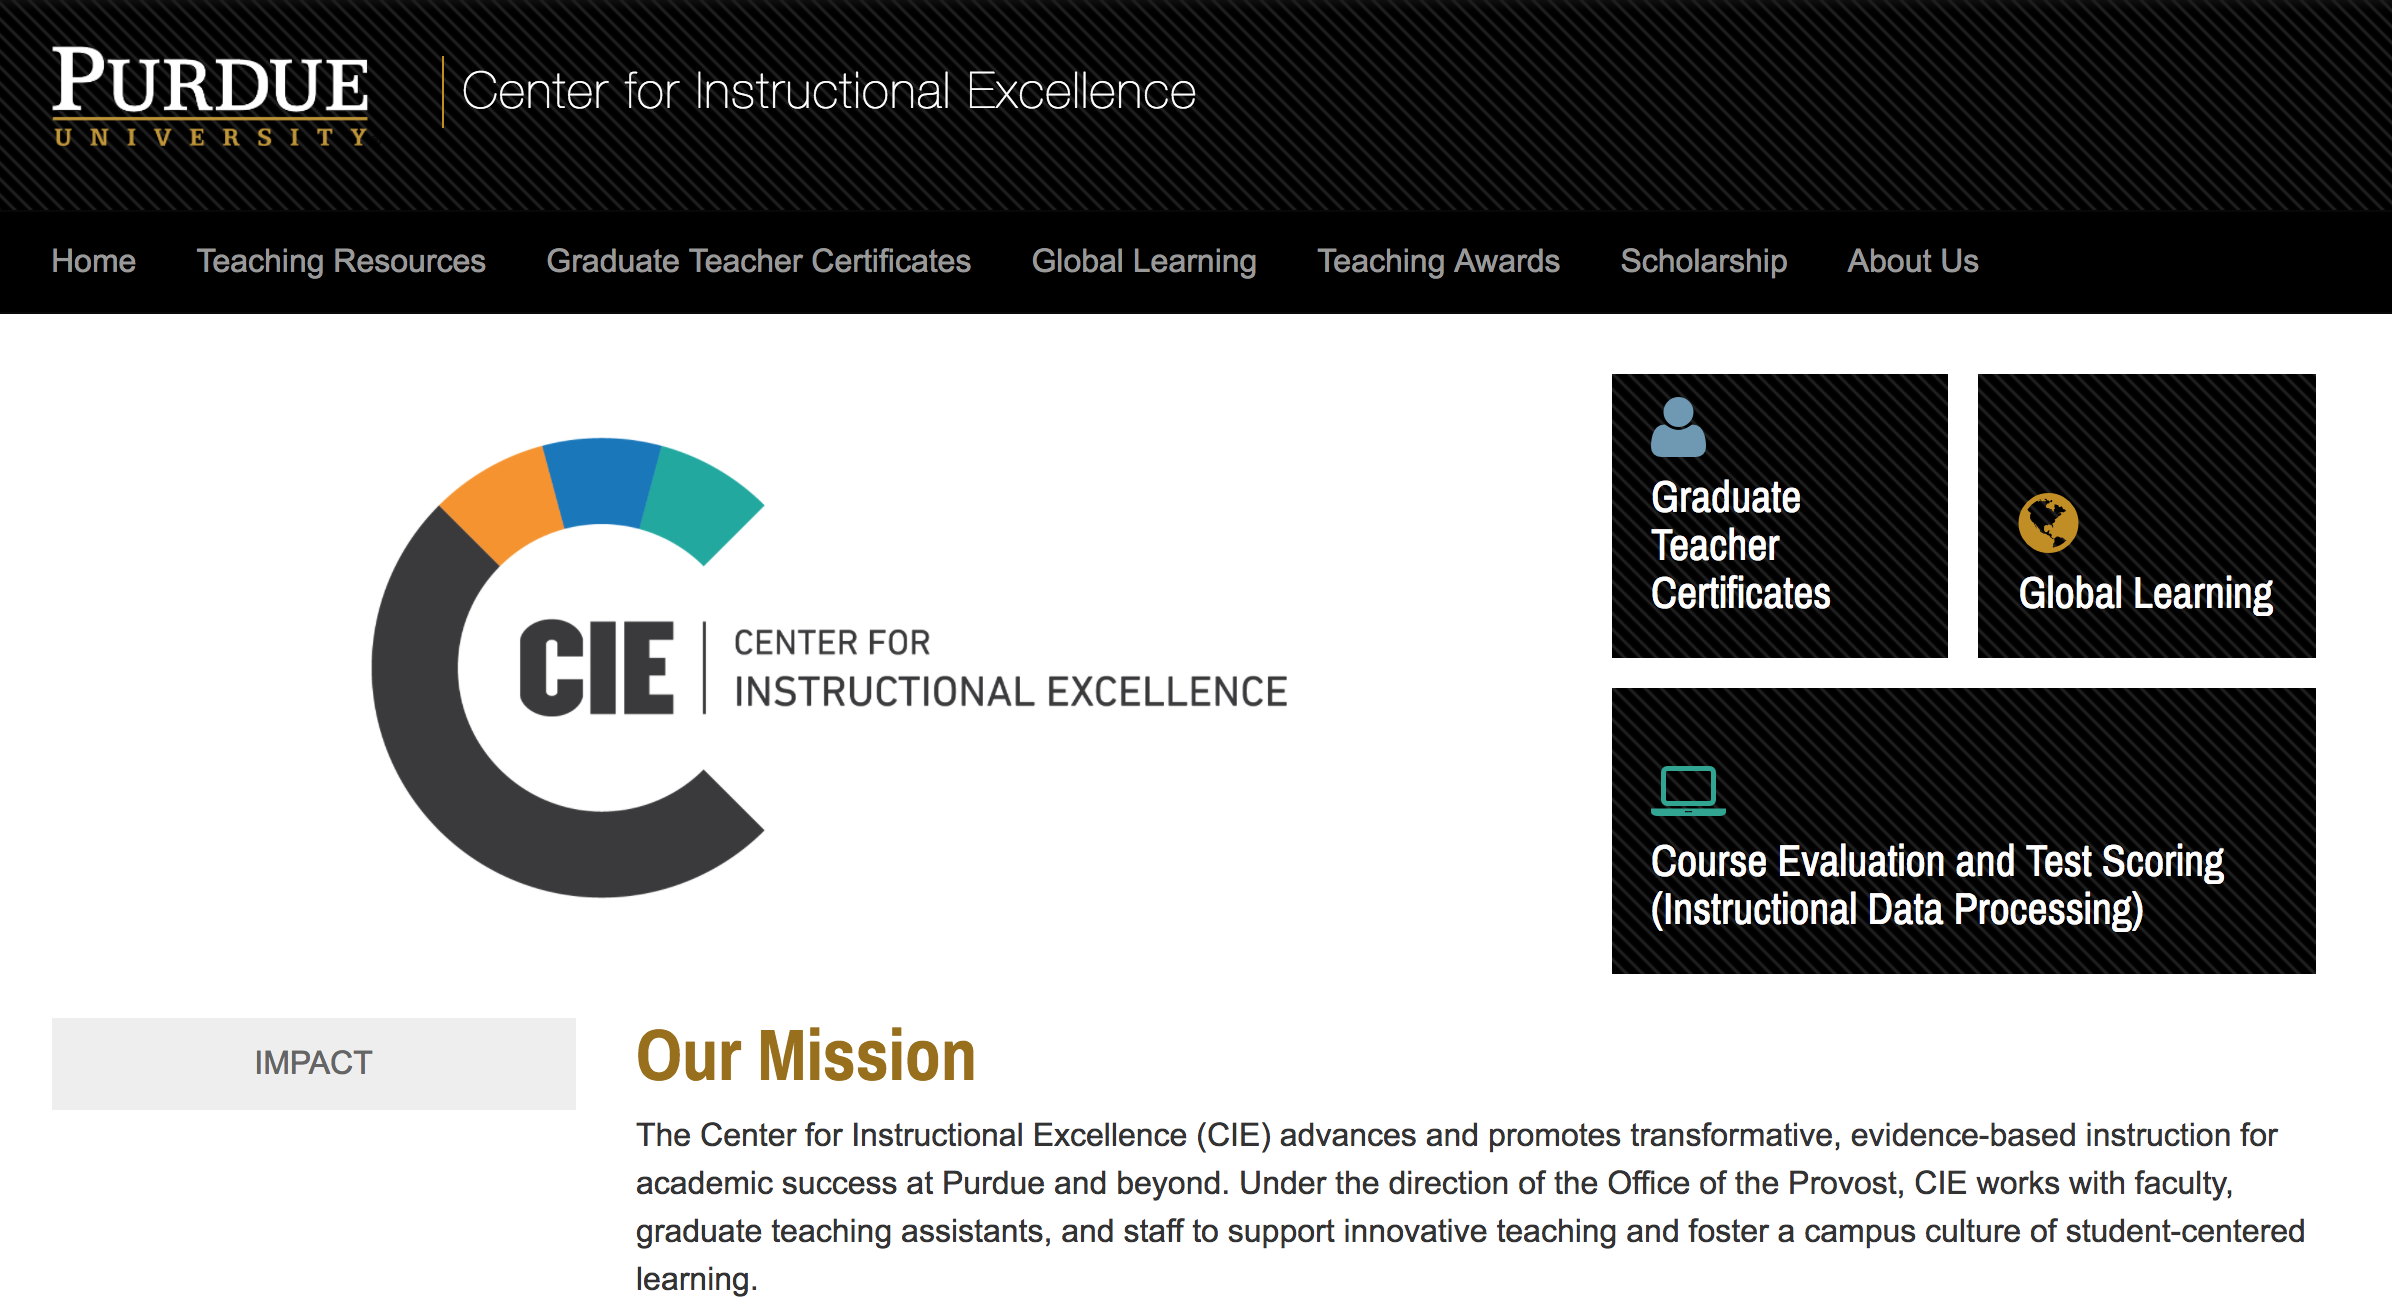 PURDUE
UNIVERSITY
Center for Instructional Excellence
Home Teaching Resources Graduate Teacher Certificates Global Learning Teaching Awards Scholarship About Us
CIE
CENTER FOR
INSTRUCTIONAL EXCELLENCE
Graduate
Teacher
Certificates
Global Learning
Course Evaluation and Test Scoring
(Instructional Data Processing)
IMPACT
Our Mission
The Center for Instructional Excellence (CIE) advances and promotes transformative, evidence-based instruction for
academic success at Purdue and beyond. Under the direction of the Office of the Provost, CIE works with faculty,
graduate teaching assistants, and staff to support innovative teaching and foster a campus culture of student-centered
learning.